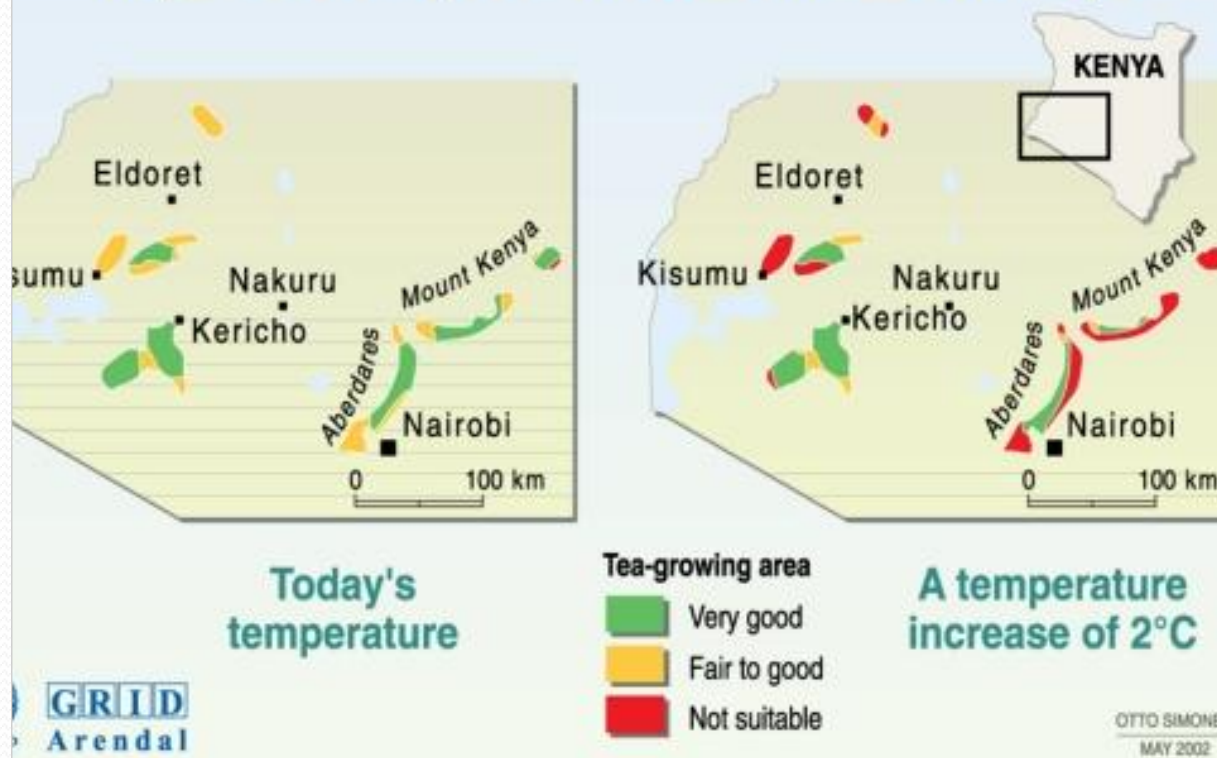 KENYA
Eldoret
sumu
Nakuru
Kericho
Mount Kenya
Aberdares
Nairobi
0 100 km
Eldoret
Kisumu
Nakuru
Kericho
Mount Kenya
Aberdares
Nairobi
0 100 km
Today's
temperature
Tea-growing area
Very good
Fair to good
Not suitable
A temperature
increase of 2°C
GRID
Arendal
OTTO SIMONE
MAY 2002